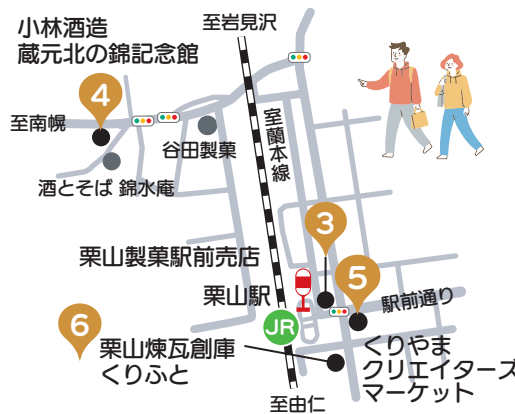 小林酒造
蔵元北の錦記念館
至岩見沢
4
至南幌
谷田製菓
室蘭本線
酒とそば 錦水庵
3
栗山製菓駅前売店
栗山駅
5
駅前通り
JR
6
栗山煉瓦創庫
くりふと
くりやま
クリエイターズ
マーケット
至由仁